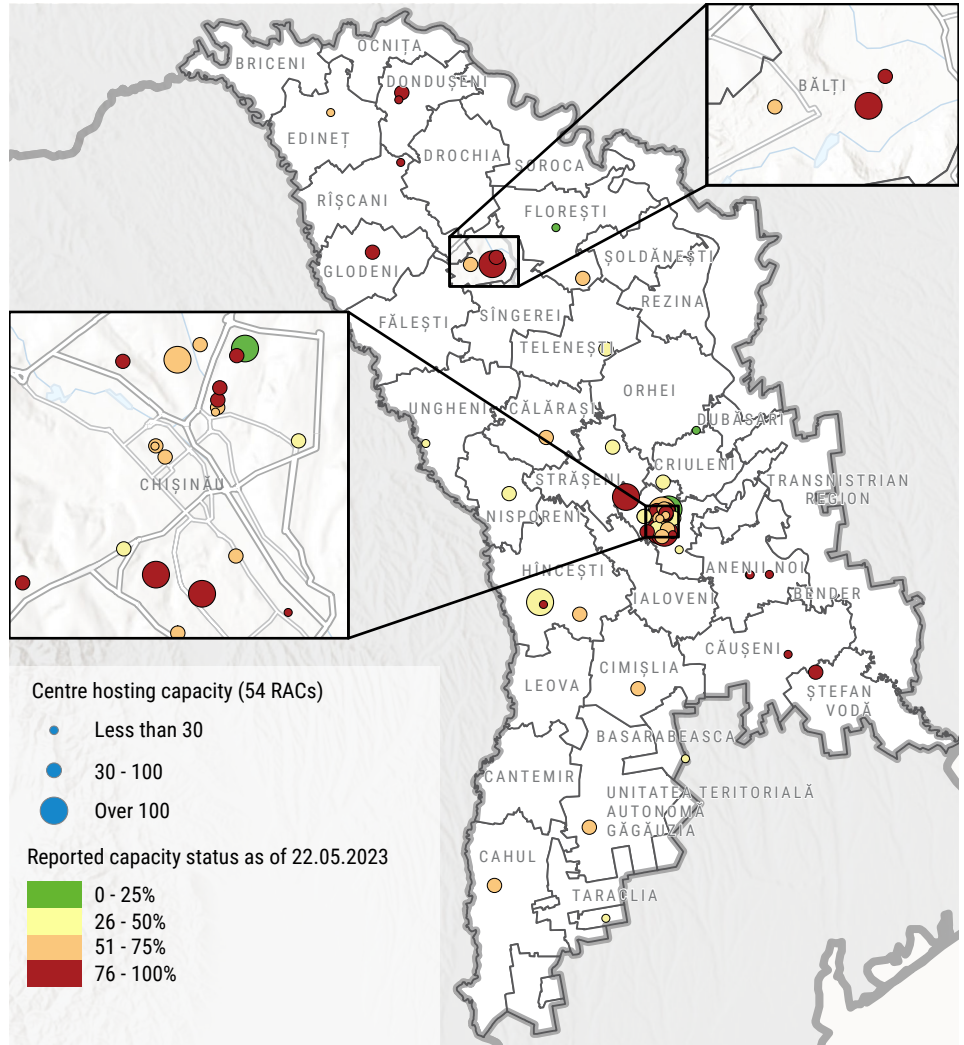 OCNIȚA
BRICENI
DONDUȘENI
BĂLȚI
EDINEȚ
DROCHIA
SOROCA
RÎȘCANI
FLOREȘTI
GLODENI
ȘOLDĂNEȘTI
REZINA
FĂLEȘTI
SÎNGEREI
TELENEȘTI
ORHEI
UNGHENI
CĂLĂRAȘI
DUBĂSARI
CRIULENI
CHIȘINĂU
STRĂȘENI
TRANSNISTRIAN
REGION
NISPORENI
HÎNCEȘTI
ANENII NOI
IALOVENI
BENDER
CĂUȘENI
CIMIȘLIA
LEOVA
ȘTEFAN
VODĂ
BASARABEASCA
CANTEMIR
UNITATEA TERITORIALĂ
AUTONOMĂ
GĂGĂUZIA
CAHUL
TARACLIA
Centre hosting capacity (54 RACs)
Less than 30
30 - 100
Over 100
Reported capacity status as of 22.05.2023
0 - 25%
26 - 50%
51 - 75%
76 - 100%